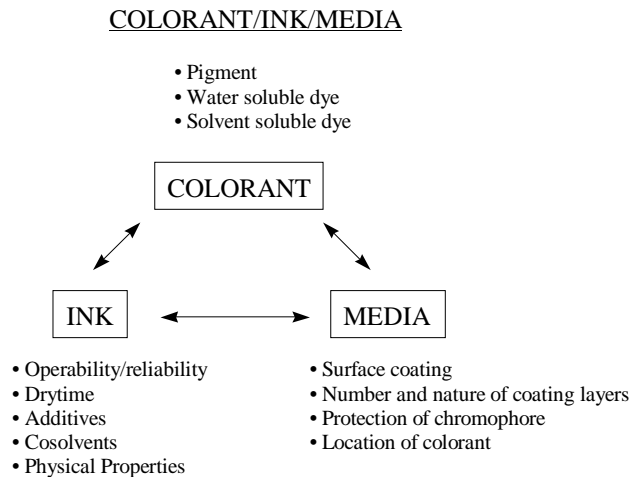 COLORANT/INK/MEDIA
• Pigment
• Water soluble dye
• Solvent soluble dye
COLORANT
INK
MEDIA
• Operability/reliability
• Drytime
• Additives
• Cosolvents
• Physical Properties
• Surface coating
• Number and nature of coating layers
• Protection of chromophore
• Location of colorant